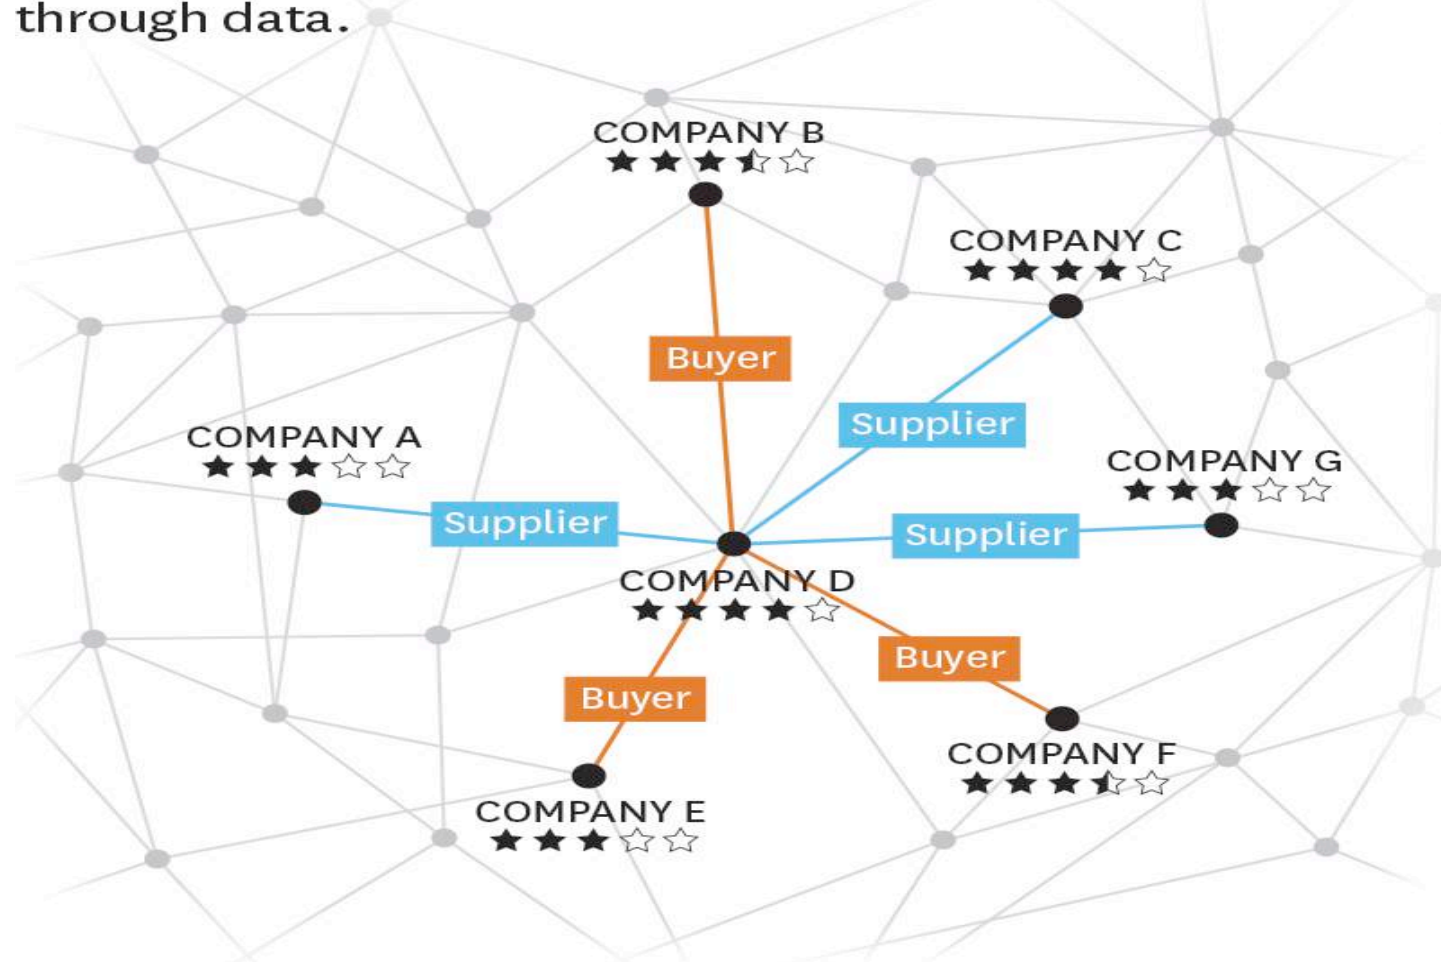 through data.
COMPANY B
COMPANY C
Buyer
Supplier
COMPANY A
COMPANY G
Supplier
Supplier
COMPANY D
Buyer
Buyer
COMPANY F
COMPANY E